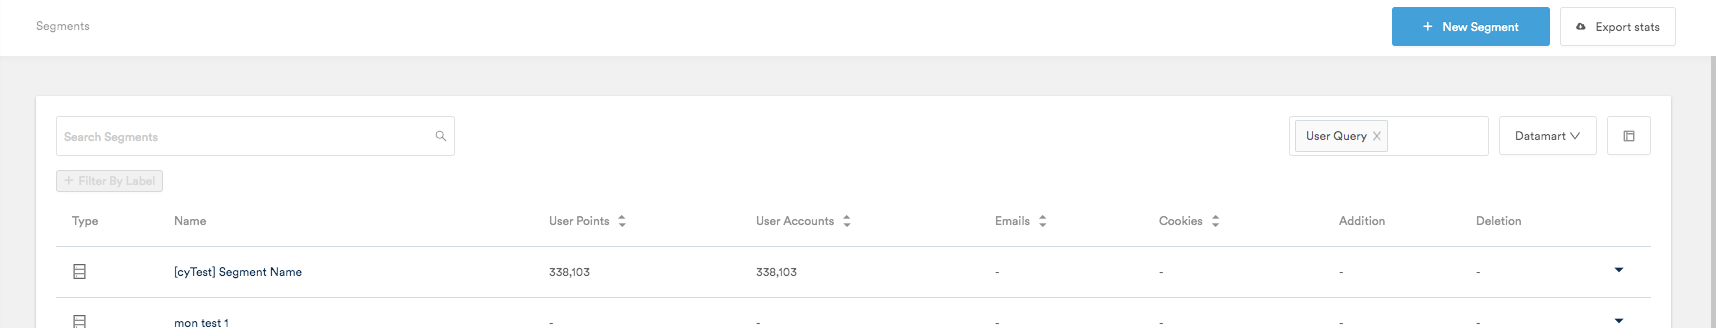 Segments
+ New Segment
Export stats
Search Segments
User Query X
Datamart
+ Filter By Label
Type Name User Points User Accounts Emails Cookies Addition Deletion
[cyTest] Segment Name 338,103 338,103 - - - -
mon test 1 - - - - - -